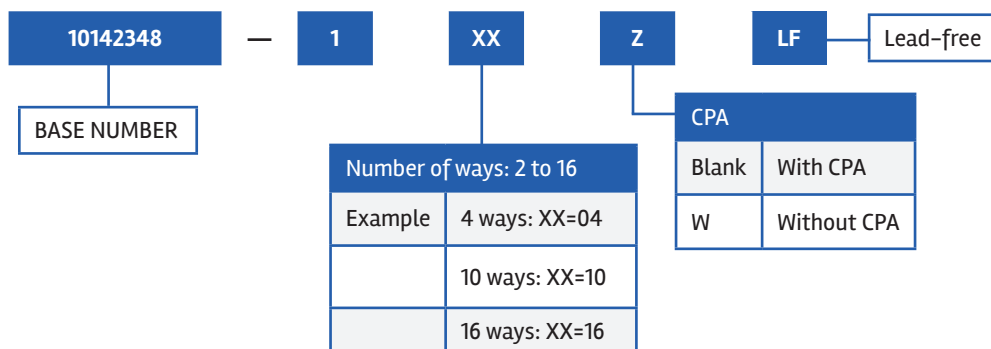 10142348 — 1 XX Z LF Lead-free
BASE NUMBER
Number of ways: 2 to 16
Example 4 ways: XX=04
10 ways: XX=10
16 ways: XX=16
CPA
Blank With CPA
W Without CPA